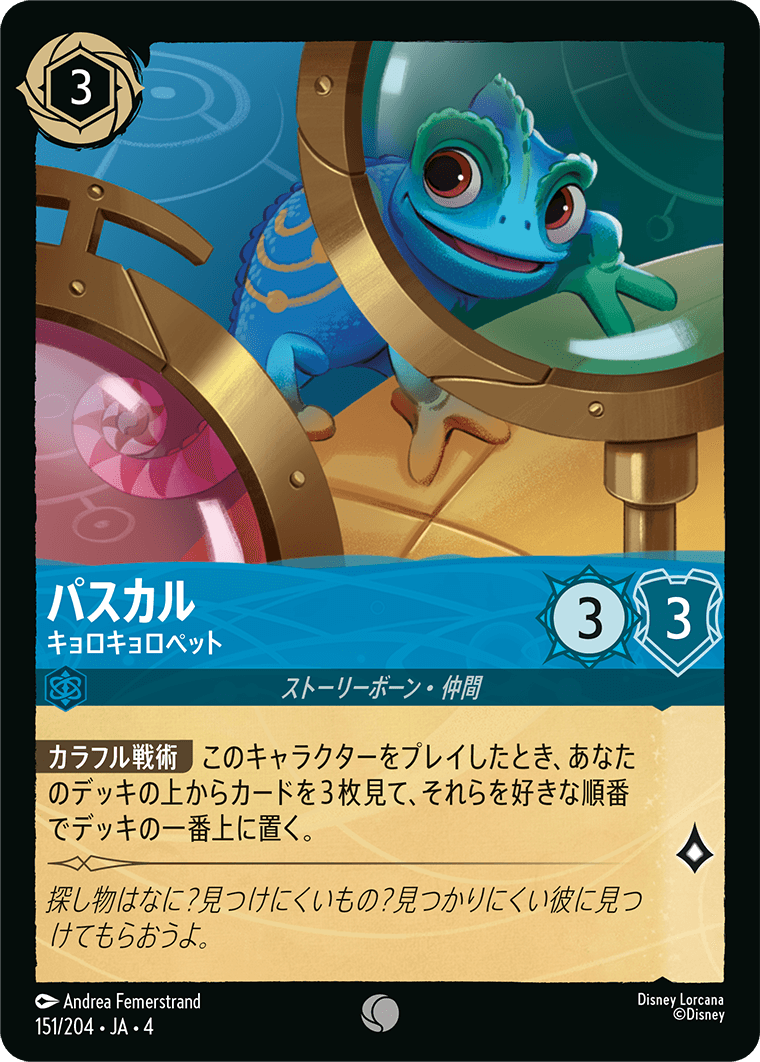 3
パスカル
キョロキョロペット
3
3
ストーリーボーン・仲間
カラフル戦術 このキャラクターをプレイしたとき、あなた
のデッキの上からカードを3枚見て、それらを好きな順番
でデッキの一番上に置く。
探し物はなに?見つけにくいもの?見つかりにくい彼に見つ
けてもらおうよ。
Andrea Femerstrand
151/204 • JA • 4
Disney Lorcana
©Disney